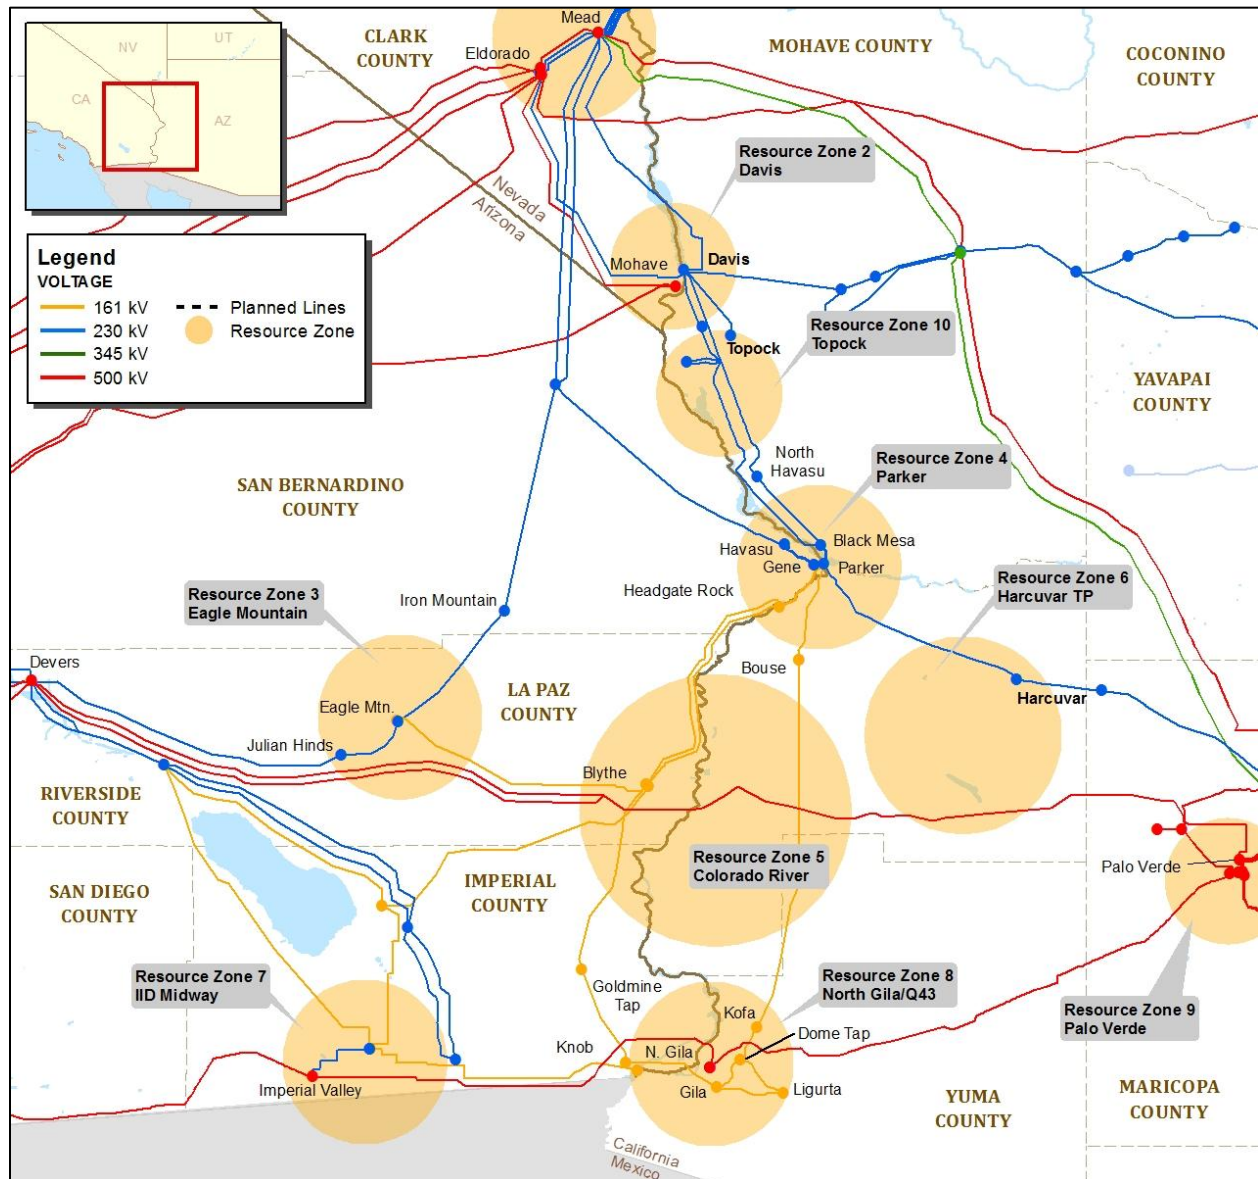 NV
UT
CA
AZ
Legend
VOLTAGE
161 kV
230 kV
345 kV
500 kV
Planned Lines
Resource Zone
CLARK
COUNTY
Mead
Eldorado
MOHAVE COUNTY
COCONINO
COUNTY
Nevada
Arizona
Resource Zone 2
Davis
Mohave
Davis
Resource Zone 10
Topock
Topock
YAVAPAI
COUNTY
SAN BERNARDINO
COUNTY
North
Havasu
Resource Zone 4
Parker
Black Mesa
Havasu
Gene
Parker
Headgate Rock
Resource Zone 6
Harcuvar TP
Resource Zone 3
Eagle Mountain
Iron Mountain
Devers
Bouse
Harcuvar
LA PAZ
COUNTY
Eagle Mtn.
Julian Hinds
Blythe
RIVERSIDE
COUNTY
Resource Zone 5
Colorado River
Palo Verde
SAN DIEGO
COUNTY
IMPERIAL
COUNTY
Resource Zone 7
IID Midway
Goldmine
Tap
Resource Zone 8
North Gila/Q43
Kofa
Dome Tap
Resource Zone 9
Palo Verde
Knob
N. Gila
Imperial Valley
Gila
Ligurta
YUMA
COUNTY
MARICOPA
COUNTY
California
Mexico